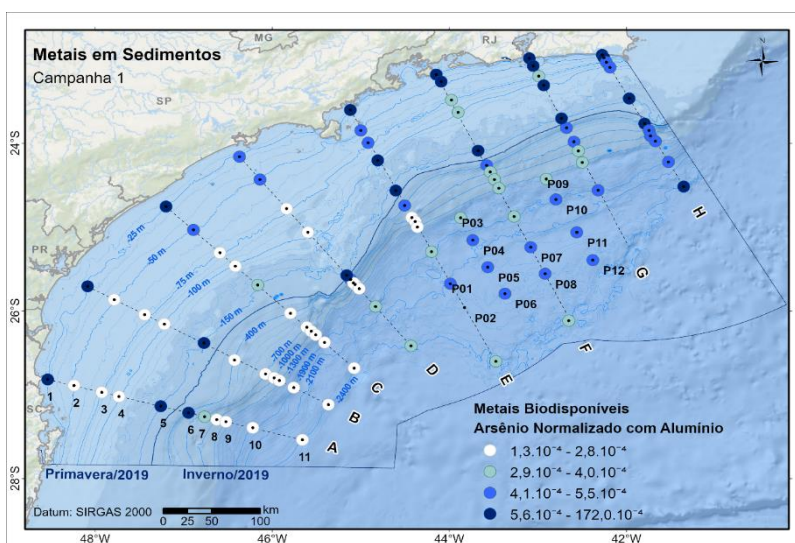 MG
RJ
Metais em Sedimentos
Campanha 1
SP
24°S
24°S
P09
P10
P03
H
PR
-25 m
-50 m
-75 m
-100 m
-150 m
-400 m
P04
P11
P07
P12
P05
G
P01
P08
P06
P02
26°S
26°S
-700 m
-1000 m
-1300 m
-1900 m
-2100 m
-2400 m
F
D
E
C
B
SC
1
2
3
4
5
6
7
8
9
10
11
A
Metais Biodisponíveis
Arsênio Normalizado com Alumínio
1,3.10⁻⁴ - 2,8.10⁻⁴
2,9.10⁻⁴ - 4,0.10⁻⁴
4,1.10⁻⁴ - 5,5.10⁻⁴
5,6.10⁻⁴ - 172,0.10⁻⁴
28°S
28°S
Primavera/2019
Inverno/2019
Datum: SIRGAS 2000
0
25
50
100
km
48°W
46°W
44°W
42°W